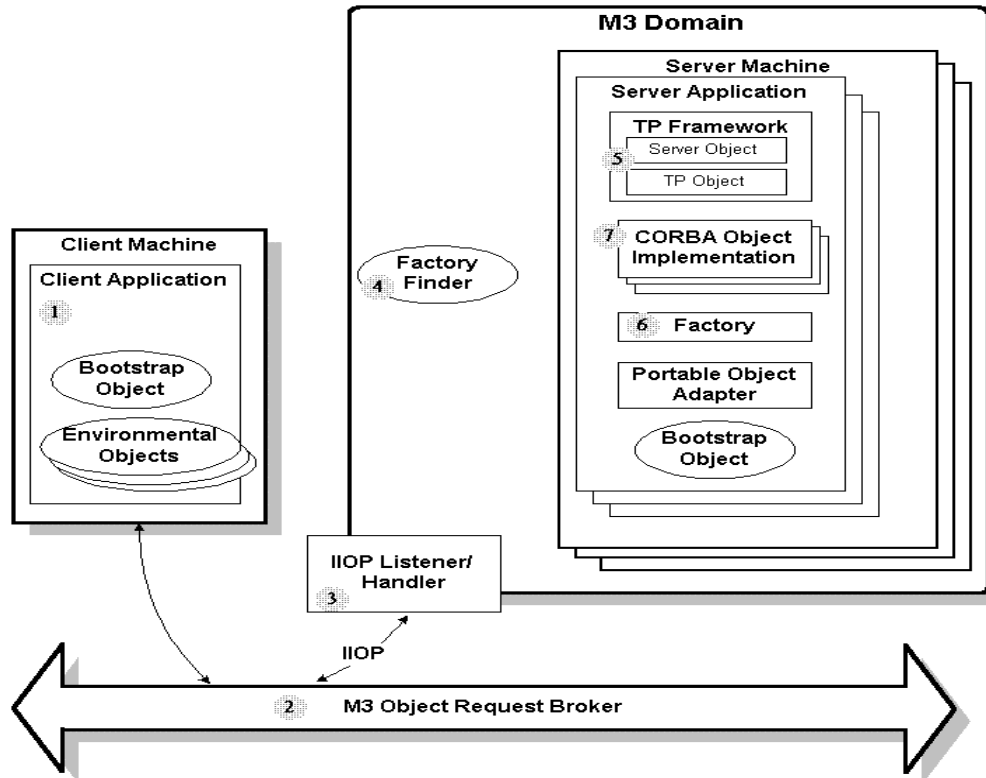 M3 Domain
Server Machine
Server Application
TP Framework
5
Server Object
TP Object
7
CORBA Object
Implementation
6
Factory
Portable Object
Adapter
Bootstrap
Object
Factory
Finder
4
Client Machine
Client Application
1
Bootstrap
Object
Environmental
Objects
IIOP Listener/
Handler
3
IIOP
2
M3 Object Request Broker